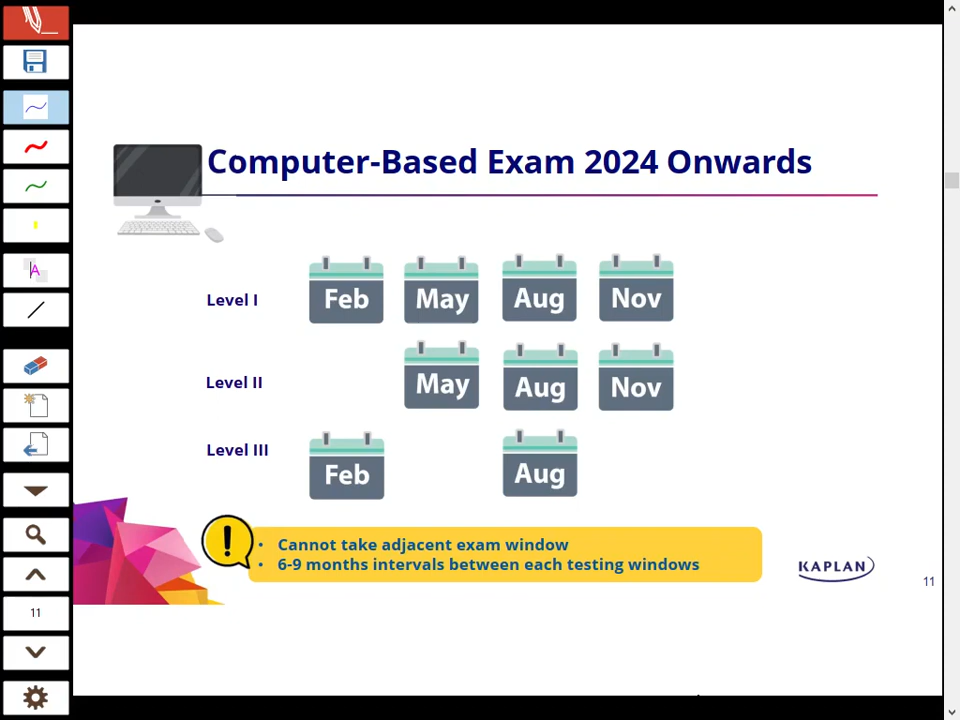 Computer-Based Exam 2024 Onwards
Level I
Feb
May
Aug
Nov
Level II
May
Aug
Nov
Level III
Feb
Aug
!
• Cannot take adjacent exam window
• 6-9 months intervals between each testing windows
KAPLAN
11
A
11